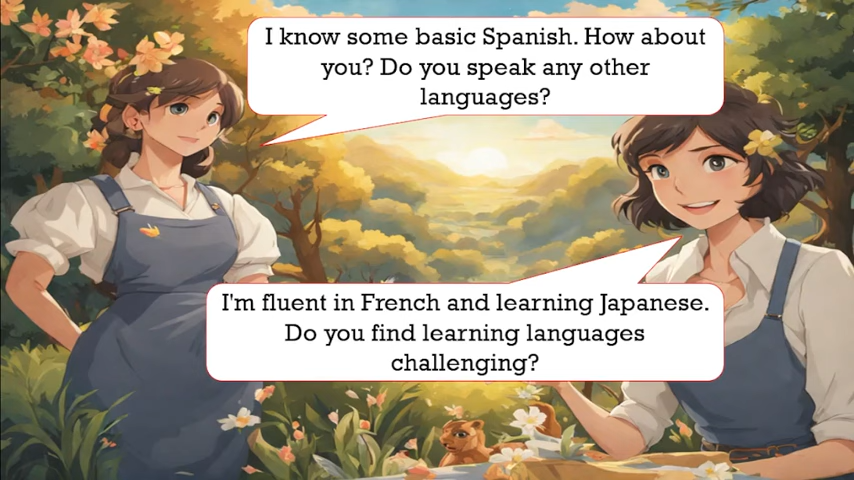 I know some basic Spanish. How about
you? Do you speak any other
languages?
I'm fluent in French and learning Japanese.
Do you find learning languages
challenging?